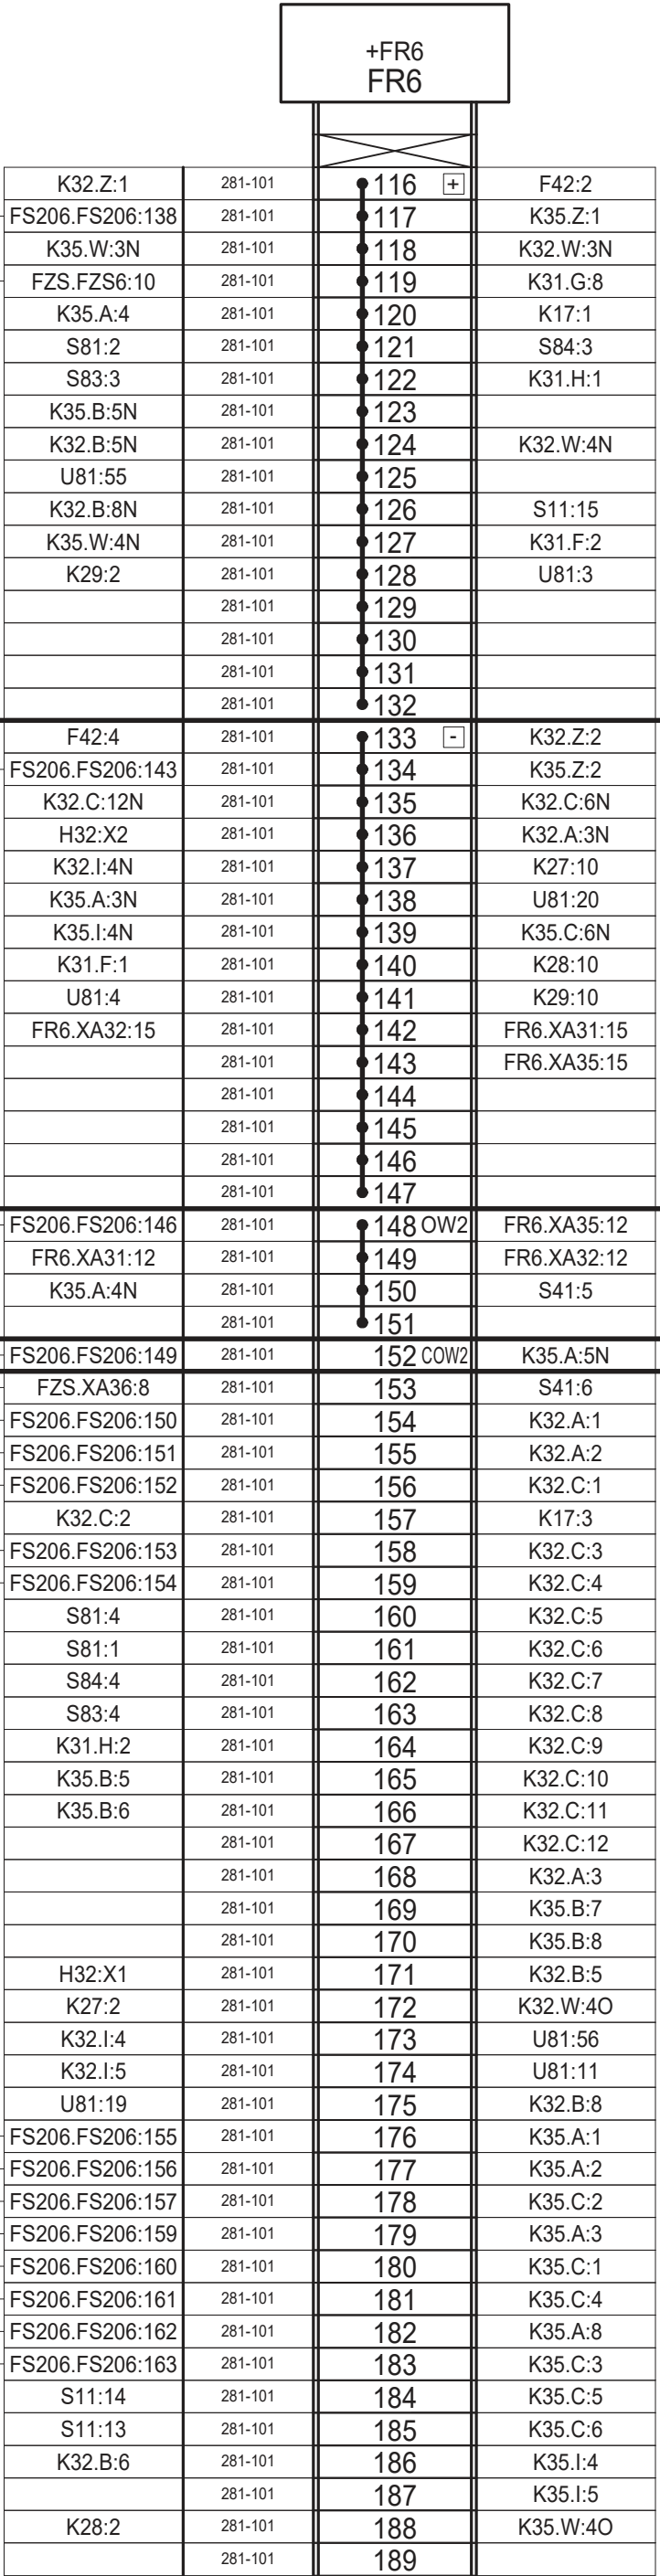 +FR6
FR6
K32.Z:1 281-101 116 + F42:2
FS206.FS206:138 281-101 117 K35.Z:1
K35.W:3N 281-101 118 K32.W:3N
FZS.FZS6:10 281-101 119 K31.G:8
K35.A:4 281-101 120 K17:1
S81:2 281-101 121 S84:3
S83:3 281-101 122 K31.H:1
K35.B:5N 281-101 123
K32.B:5N 281-101 124 K32.W:4N
U81:55 281-101 125
K32.B:8N 281-101 126 S11:15
K35.W:4N 281-101 127 K31.F:2
K29:2 281-101 128 U81:3
281-101 129
281-101 130
281-101 131
281-101 132
F42:4 281-101 133 - K32.Z:2
FS206.FS206:143 281-101 134 K35.Z:2
K32.C:12N 281-101 135 K32.C:6N
H32:X2 281-101 136 K32.A:3N
K32.I:4N 281-101 137 K27:10
K35.A:3N 281-101 138 U81:20
K35.I:4N 281-101 139 K35.C:6N
K31.F:1 281-101 140 K28:10
U81:4 281-101 141 K29:10
FR6.XA32:15 281-101 142 FR6.XA31:15
281-101 143 FR6.XA35:15
281-101 144
281-101 145
281-101 146
281-101 147
FS206.FS206:146 281-101 148 OW2 FR6.XA35:12
FR6.XA31:12 281-101 149 FR6.XA32:12
K35.A:4N 281-101 150 S41:5
281-101 151
FS206.FS206:149 281-101 152 COW2 K35.A:5N
FZS.XA36:8 281-101 153 S41:6
FS206.FS206:150 281-101 154 K32.A:1
FS206.FS206:151 281-101 155 K32.A:2
FS206.FS206:152 281-101 156 K32.C:1
K32.C:2 281-101 157 K17:3
FS206.FS206:153 281-101 158 K32.C:3
FS206.FS206:154 281-101 159 K32.C:4
S81:4 281-101 160 K32.C:5
S81:1 281-101 161 K32.C:6
S84:4 281-101 162 K32.C:7
S83:4 281-101 163 K32.C:8
K31.H:2 281-101 164 K32.C:9
K35.B:5 281-101 165 K32.C:10
K35.B:6 281-101 166 K32.C:11
281-101 167 K32.C:12
281-101 168 K32.A:3
281-101 169 K35.B:7
281-101 170 K35.B:8
H32:X1 281-101 171 K32.B:5
K27:2 281-101 172 K32.W:4O
K32.I:4 281-101 173 U81:56
K32.I:5 281-101 174 U81:11
U81:19 281-101 175 K32.B:8
FS206.FS206:155 281-101 176 K35.A:1
FS206.FS206:156 281-101 177 K35.A:2
FS206.FS206:157 281-101 178 K35.C:2
FS206.FS206:159 281-101 179 K35.A:3
FS206.FS206:160 281-101 180 K35.C:1
FS206.FS206:161 281-101 181 K35.C:4
FS206.FS206:162 281-101 182 K35.A:8
FS206.FS206:163 281-101 183 K35.C:3
S11:14 281-101 184 K35.C:5
S11:13 281-101 185 K35.C:6
K32.B:6 281-101 186 K35.I:4
281-101 187 K35.I:5
K28:2 281-101 188 K35.W:4O
281-101 189